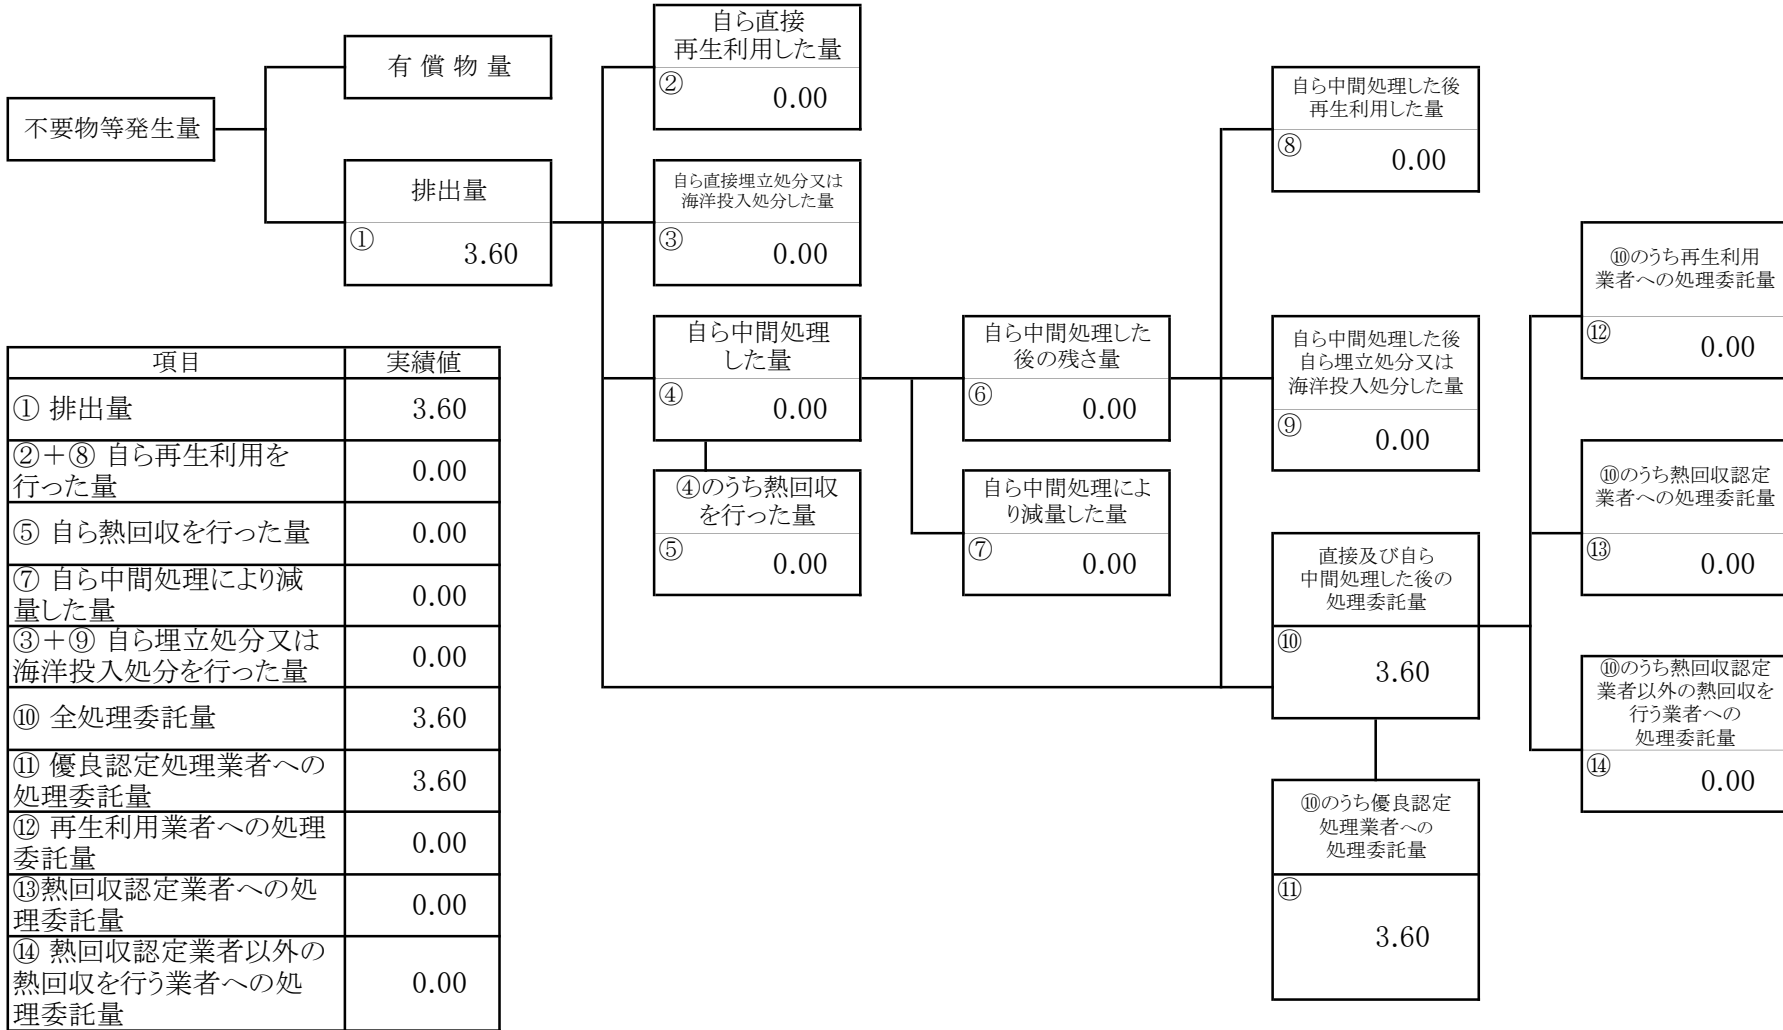 不要物等発生量
有 償 物 量
排出量
①
3.60
自ら直接
再生利用した量
②
0.00
自ら直接埋立処分又は
海洋投入処分した量
③
0.00
自ら中間処理
した量
④
0.00
④のうち熱回収
を行った量
⑤
0.00
自ら中間処理した
後の残さ量
⑥
0.00
自ら中間処理によ
り減量した量
⑦
0.00
自ら中間処理した後
再生利用した量
⑧
0.00
自ら中間処理した後
自ら埋立処分又は
海洋投入処分した量
⑨
0.00
直接及び自ら
中間処理した後の
処理委託量
⑩
3.60
⑩のうち優良認定
処理業者への
処理委託量
⑪
3.60
⑩のうち再生利用
業者への処理委託量
⑫
0.00
⑩のうち熱回収認定
業者への処理委託量
⑬
0.00
⑩のうち熱回収認定
業者以外の熱回収を
行う業者への
処理委託量
⑭
0.00
項目 実績値
① 排出量 3.60
②＋⑧ 自ら再生利用を
行った量 0.00
⑤ 自ら熱回収を行った量 0.00
⑦ 自ら中間処理により減
量した量 0.00
③＋⑨ 自ら埋立処分又は
海洋投入処分を行った量 0.00
⑩ 全処理委託量 3.60
⑪ 優良認定処理業者への
処理委託量 3.60
⑫ 再生利用業者への処理
委託量 0.00
⑬熱回収認定業者への処
理委託量 0.00
⑭ 熱回収認定業者以外の
熱回収を行う業者への処
理委託量 0.00